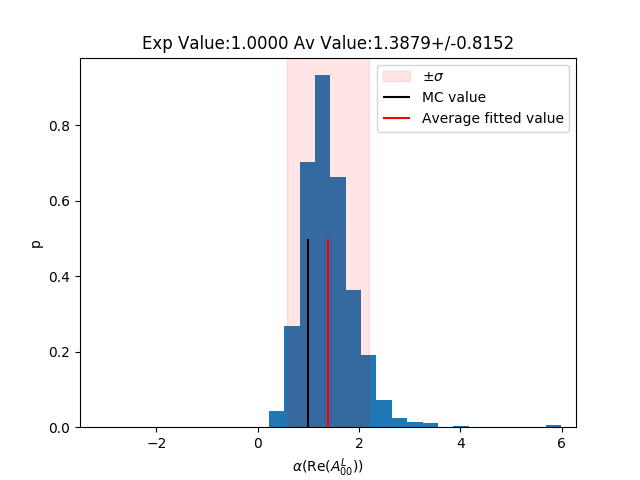 Exp Value:1.0000 Av Value:1.3879+/-0.8152
±σ
MC value
Average fitted value
p
0.8
0.6
0.4
0.2
0.0
−2 0 2 4 6
α(Re(A^L_00))